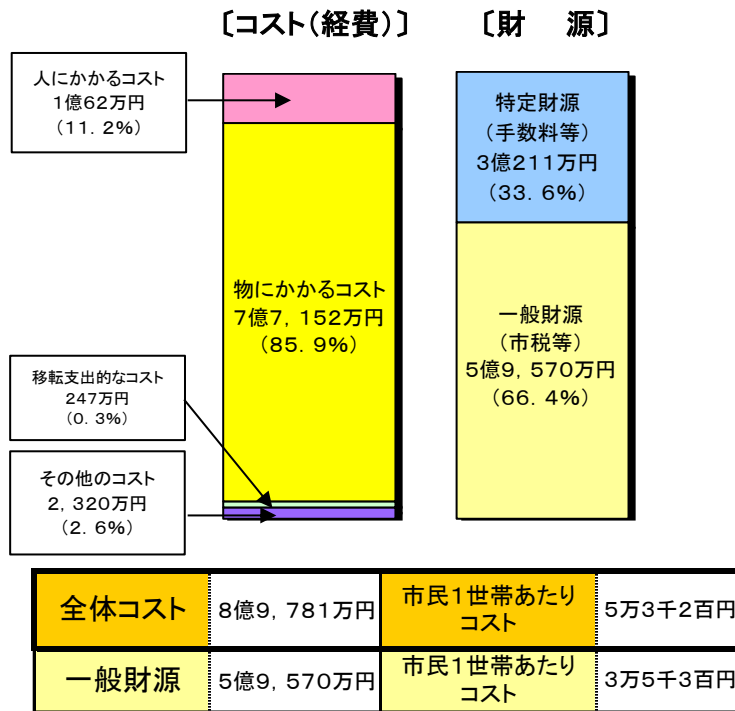 〔コスト(経費)〕
〔財　源〕
人にかかるコスト
1億62万円
(11.2%)
特定財源
(手数料等)
3億211万円
(33.6%)
物にかかるコスト
7億7,152万円
(85.9%)
一般財源
(市税等)
5億9,570万円
(66.4%)
移転支出的なコスト
247万円
(0.3%)
その他のコスト
2,320万円
(2.6%)
全体コスト 8億9,781万円 市民1世帯あたり
コスト 5万3千2百円
一般財源 5億9,570万円 市民1世帯あたり
コスト 3万5千3百円